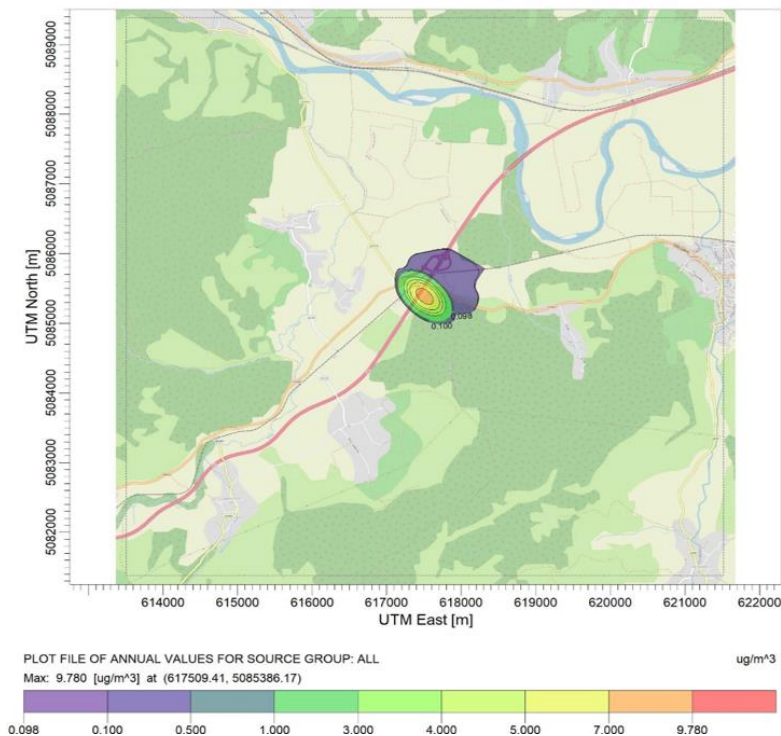 UTM North [m]
5089000
5088000
5087000
5086000
5085000
5084000
5083000
5082000
0.098
0.100
614000 615000 616000 617000 618000 619000 620000 621000 622000
UTM East [m]
PLOT FILE OF ANNUAL VALUES FOR SOURCE GROUP: ALL
ug/m^3
Max: 9.780 [ug/m^3] at (617509.41, 5085386.17)
0.098 0.100 0.500 1.000 3.000 4.000 5.000 7.000 9.780